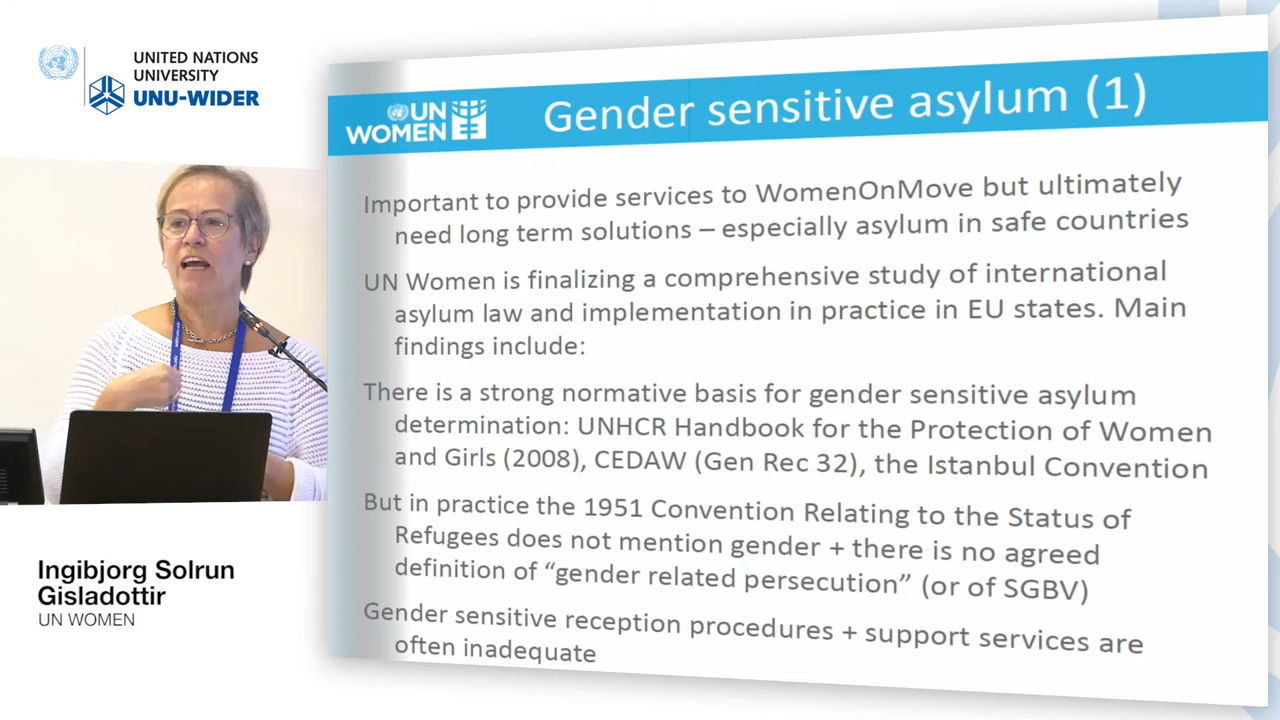 UNITED NATIONS
UNIVERSITY
UNU-WIDER
UN
WOMEN
Gender sensitive asylum (1)
Important to provide services to WomenOnMove but ultimately
need long term solutions – especially asylum in safe countries
UN Women is finalizing a comprehensive study of international
asylum law and implementation in practice in EU states. Main
findings include:
There is a strong normative basis for gender sensitive asylum
determination: UNHCR Handbook for the Protection of Women
and Girls (2008), CEDAW (Gen Rec 32), the Istanbul Convention
But in practice the 1951 Convention Relating to the Status of
Refugees does not mention gender + there is no agreed
definition of “gender related persecution” (or of SGBV)
Gender sensitive reception procedures + support services are
often inadequate
Ingibjorg Solrun
Gisladottir
UN WOMEN